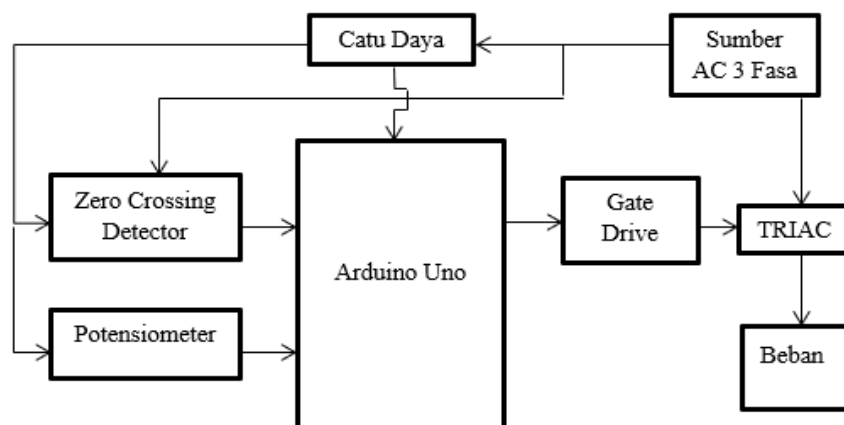 Catu Daya
Sumber
AC 3 Fasa
Zero Crossing
Detector
Gate
Drive
TRIAC
Arduino Uno
Potensiometer
Beban